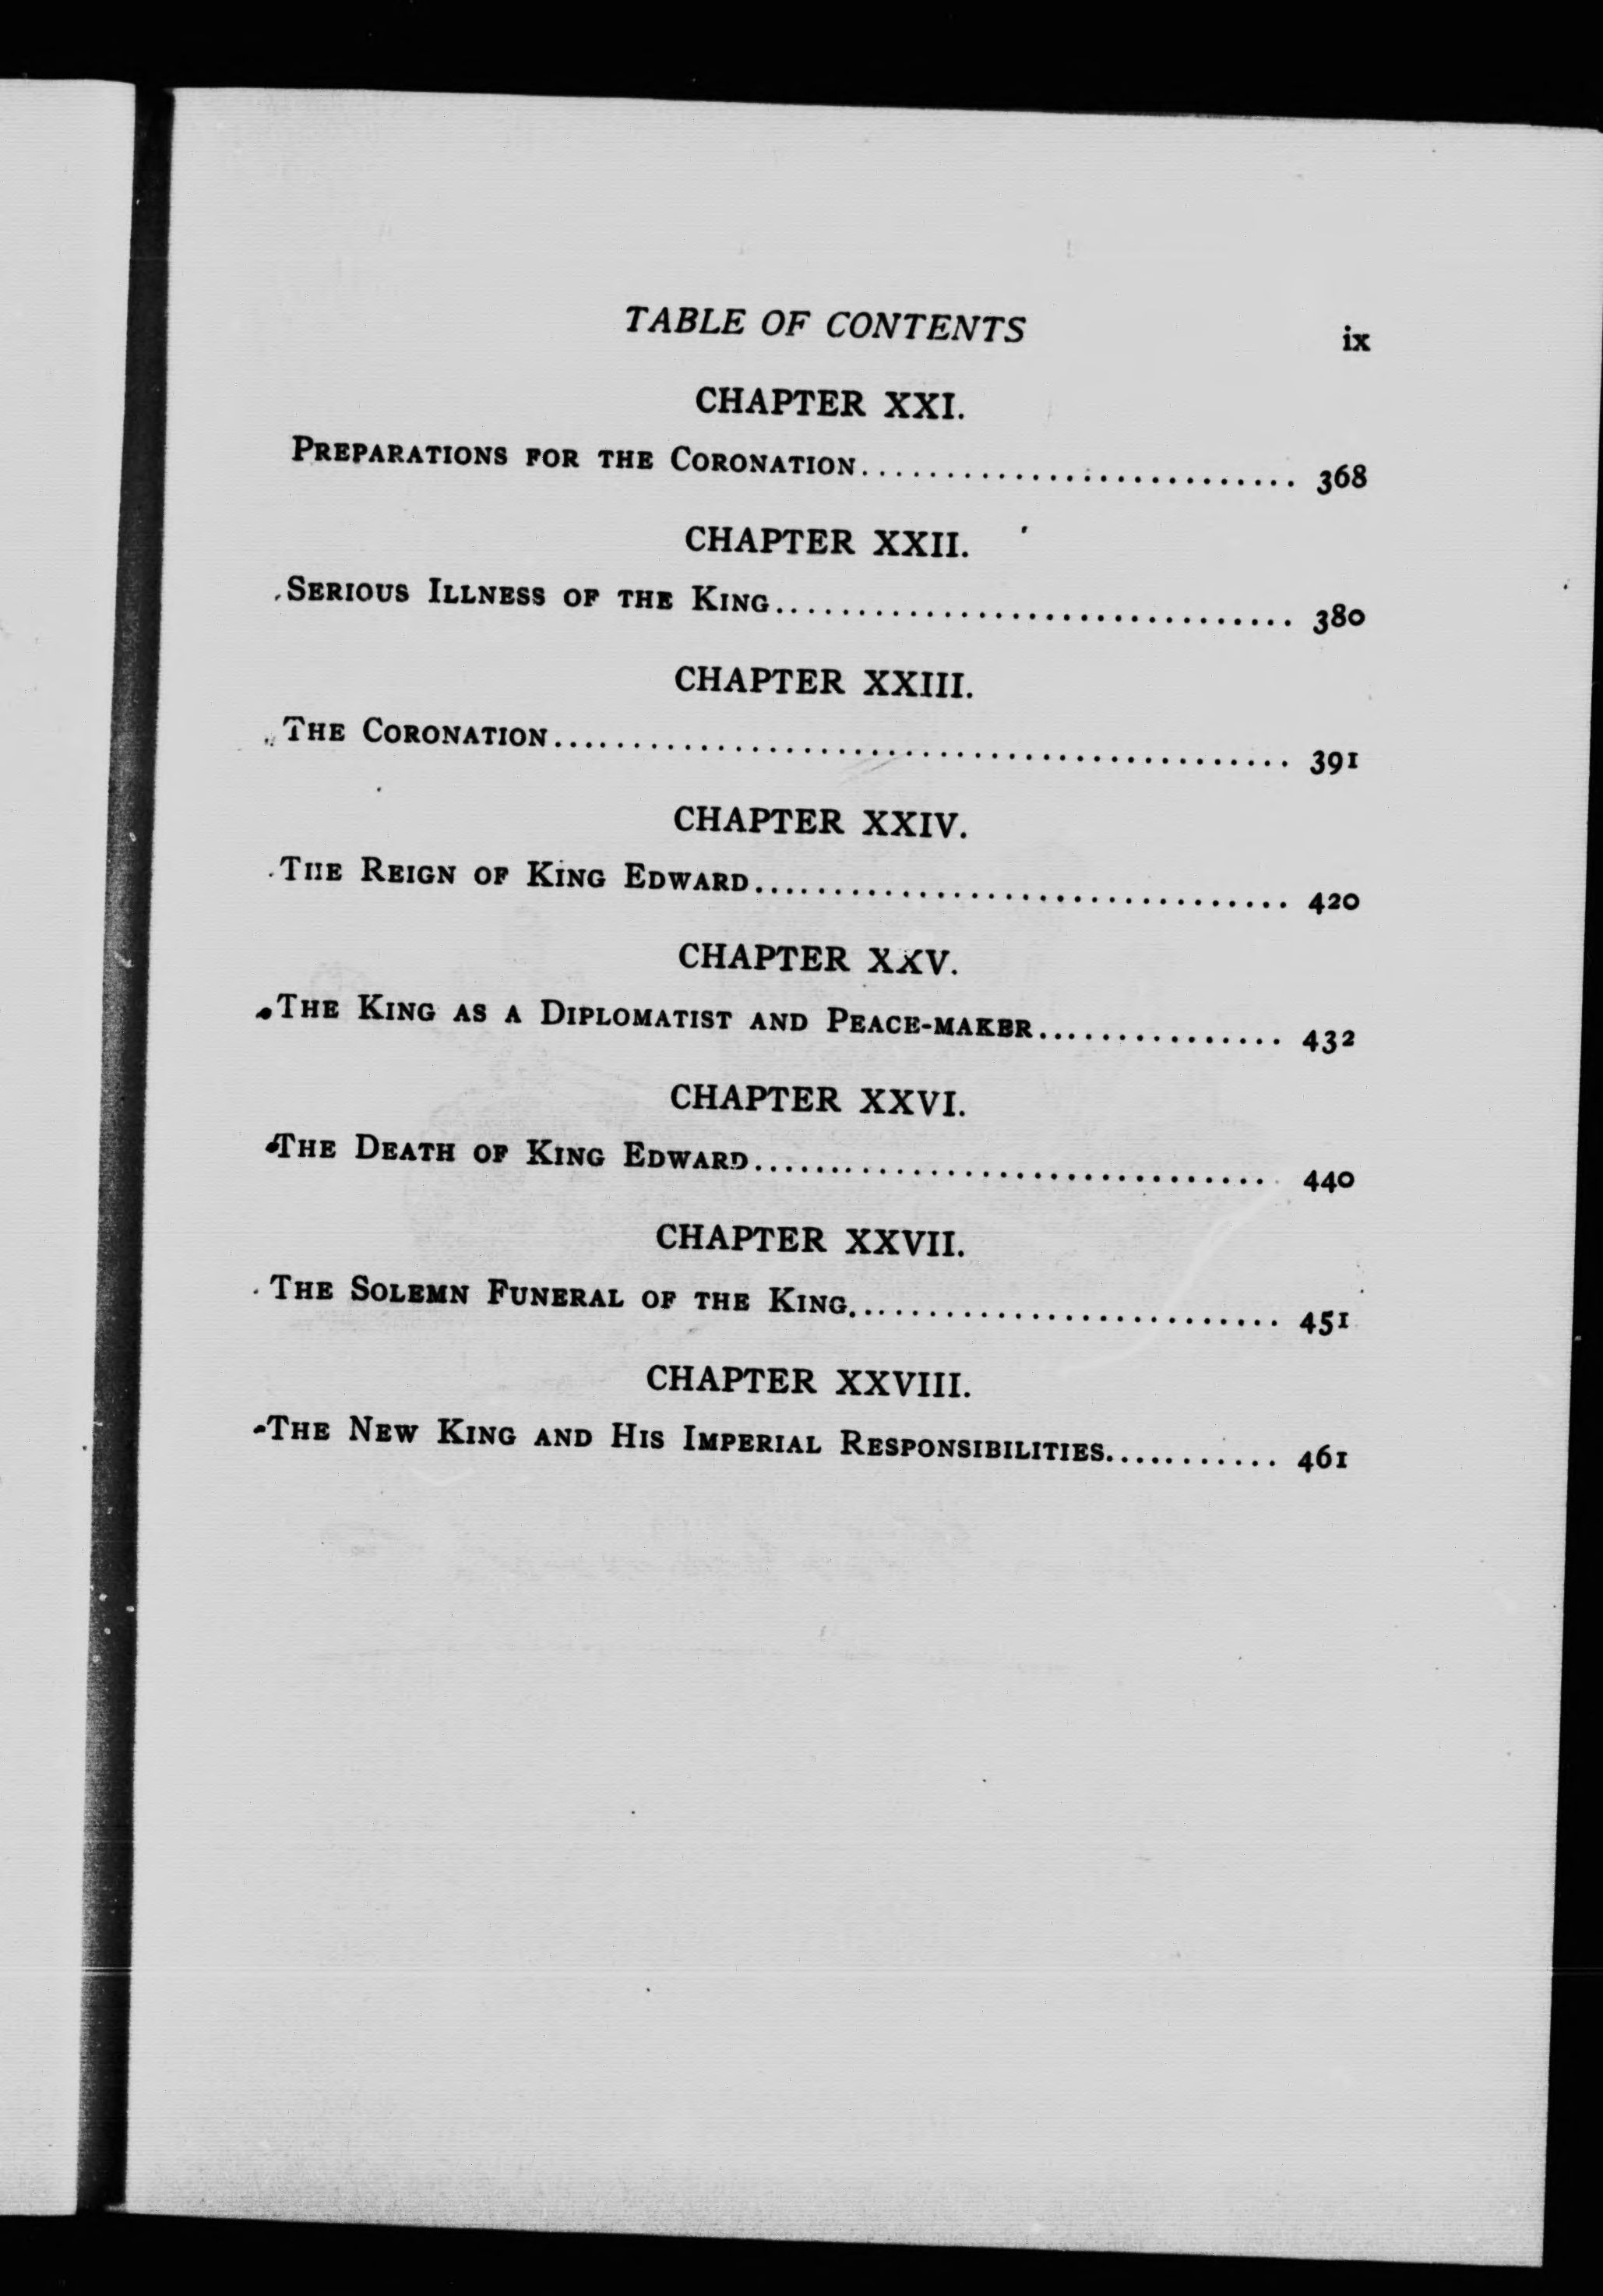 TABLE OF CONTENTS ix
CHAPTER XXI.
PREPARATIONS FOR THE CORONATION............................ 368
CHAPTER XXII.
SERIOUS ILLNESS OF THE KING................................. 380
CHAPTER XXIII.
THE CORONATION............................................... 391
CHAPTER XXIV.
THE REIGN OF KING EDWARD.................................. 420
CHAPTER XXV.
THE KING AS A DIPLOMATIST AND PEACE-MAKER................ 432
CHAPTER XXVI.
THE DEATH OF KING EDWARD................................. 440
CHAPTER XXVII.
THE SOLEMN FUNERAL OF THE KING............................ 451
CHAPTER XXVIII.
THE NEW KING AND HIS IMPERIAL RESPONSIBILITIES............ 461